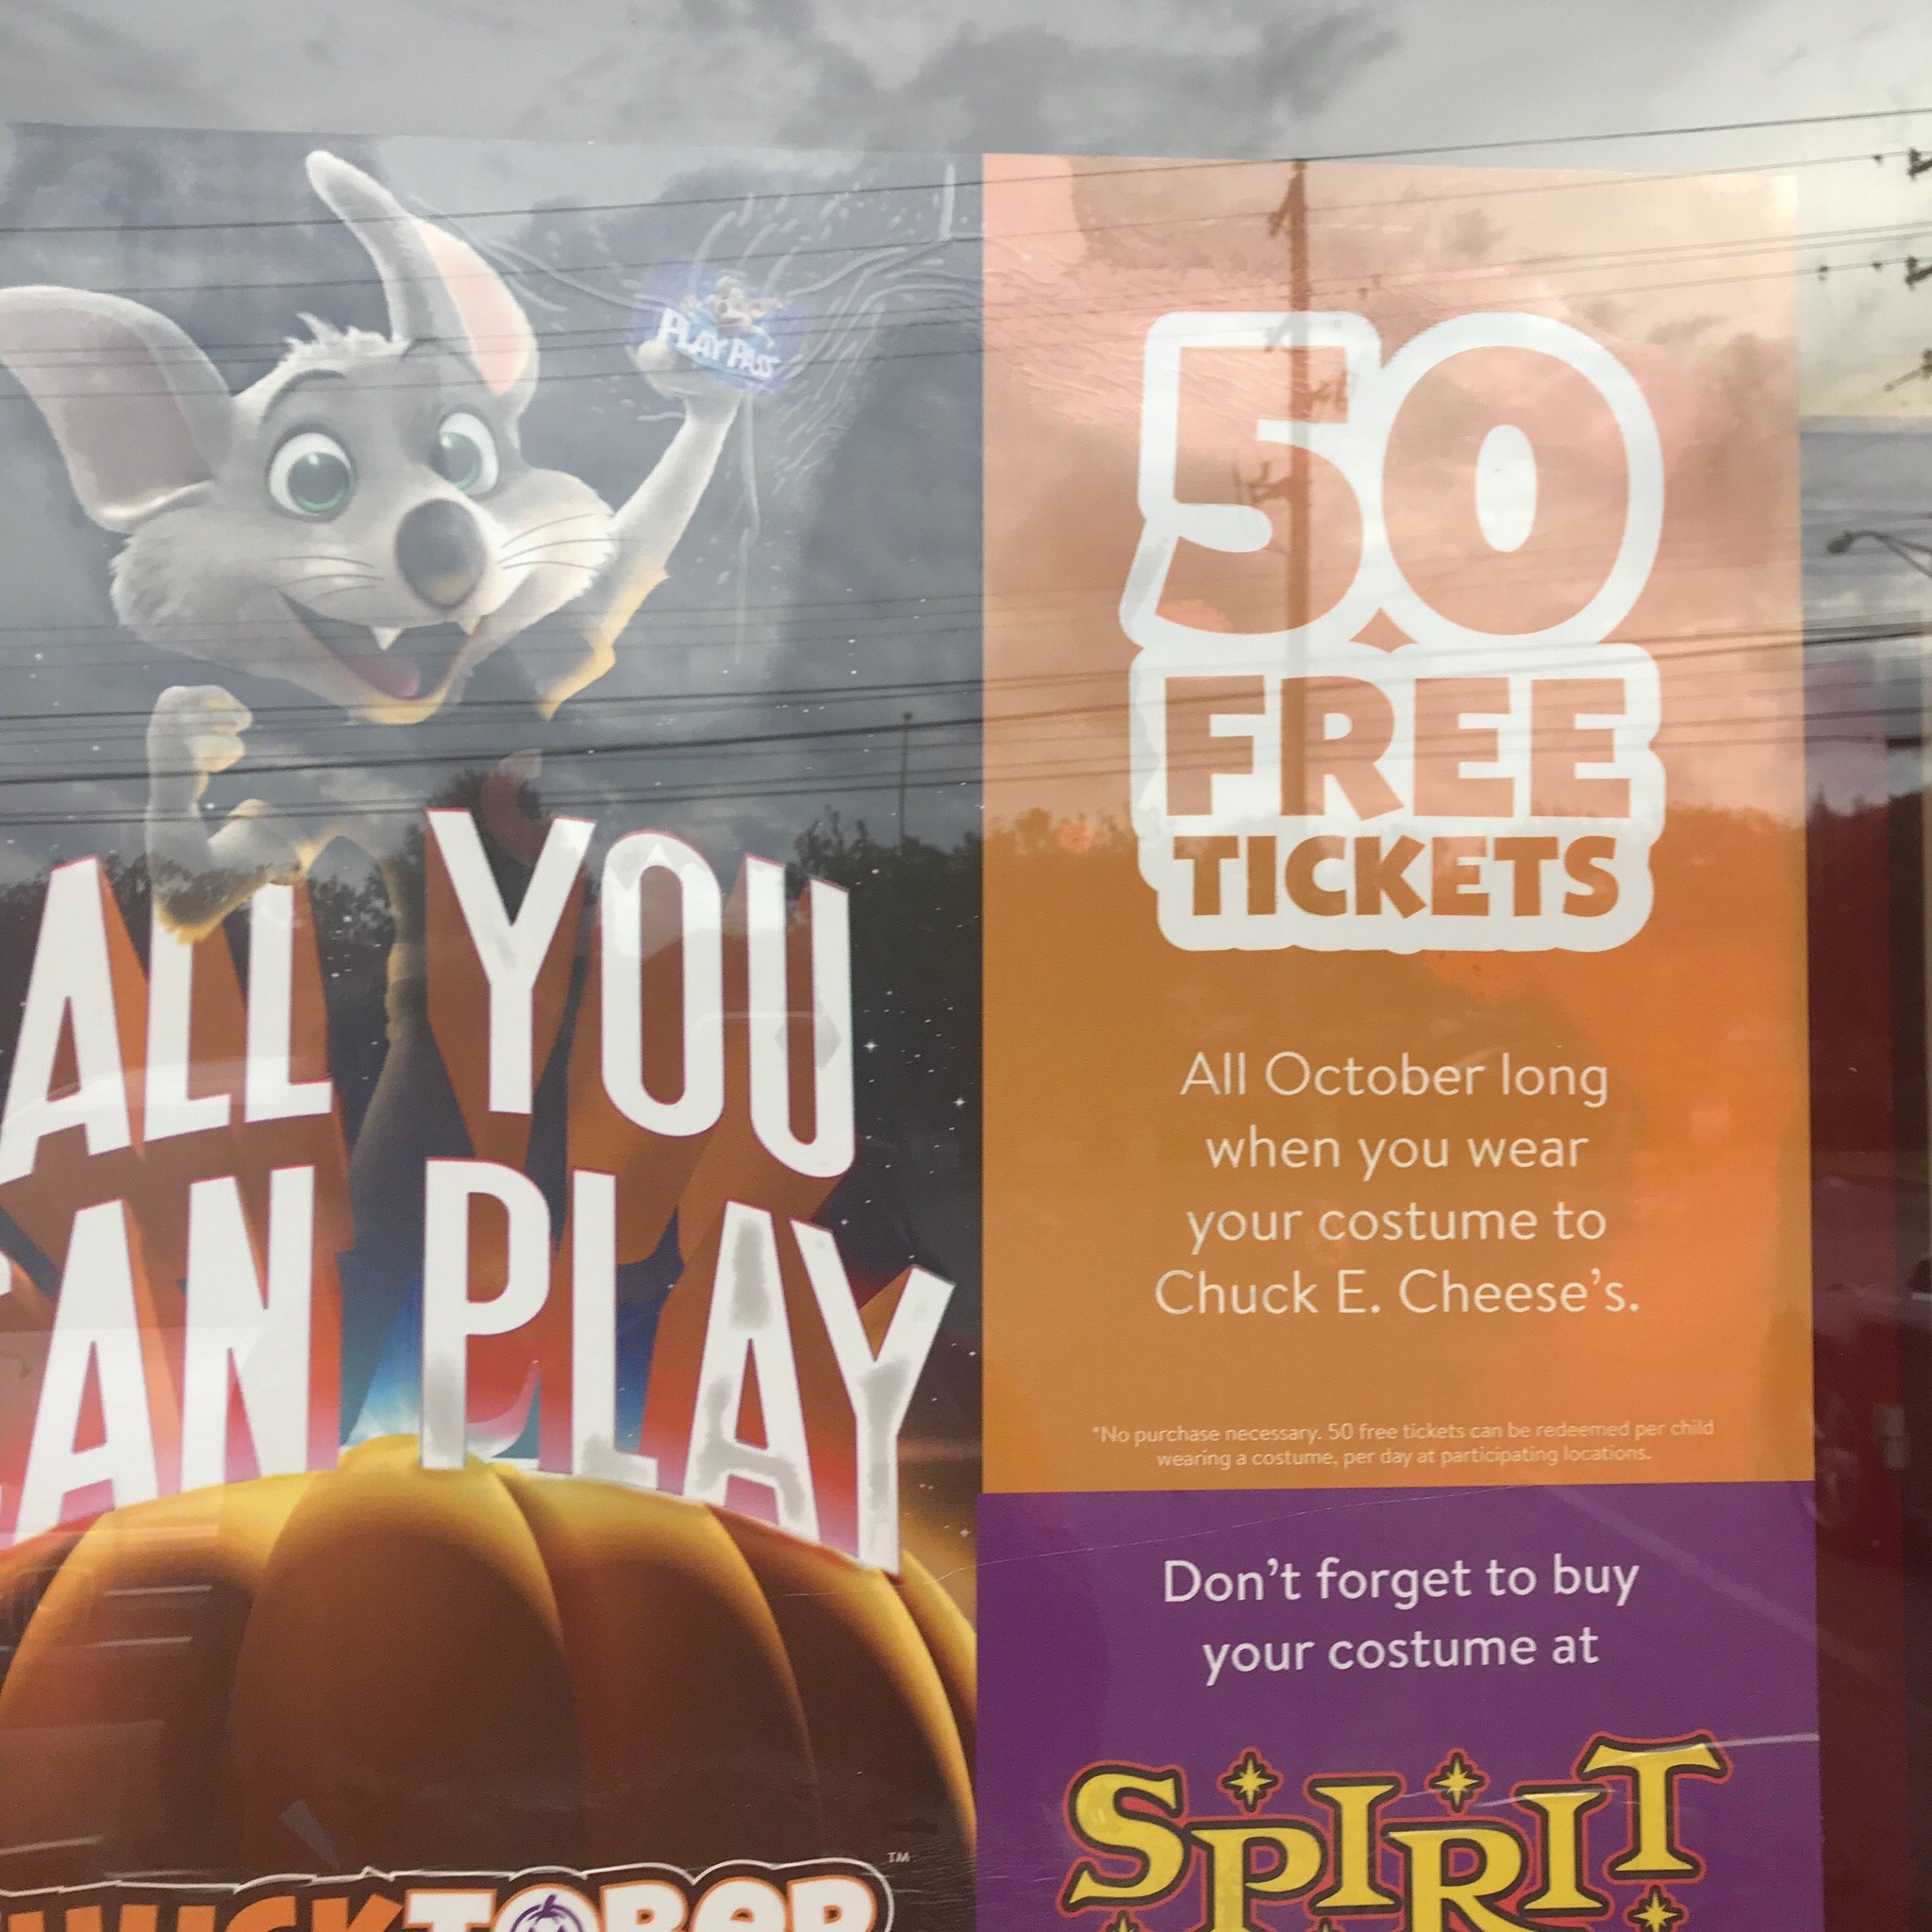 PLAY PASS
ALL YOU
CAN PLAY
CHUCKTOBER
TM
50
FREE
TICKETS
All October long
when you wear
your costume to
Chuck E. Cheese's.
*No purchase necessary. 50 free tickets can be redeemed per child
wearing a costume, per day at participating locations.
Don't forget to buy
your costume at
SPIRIT